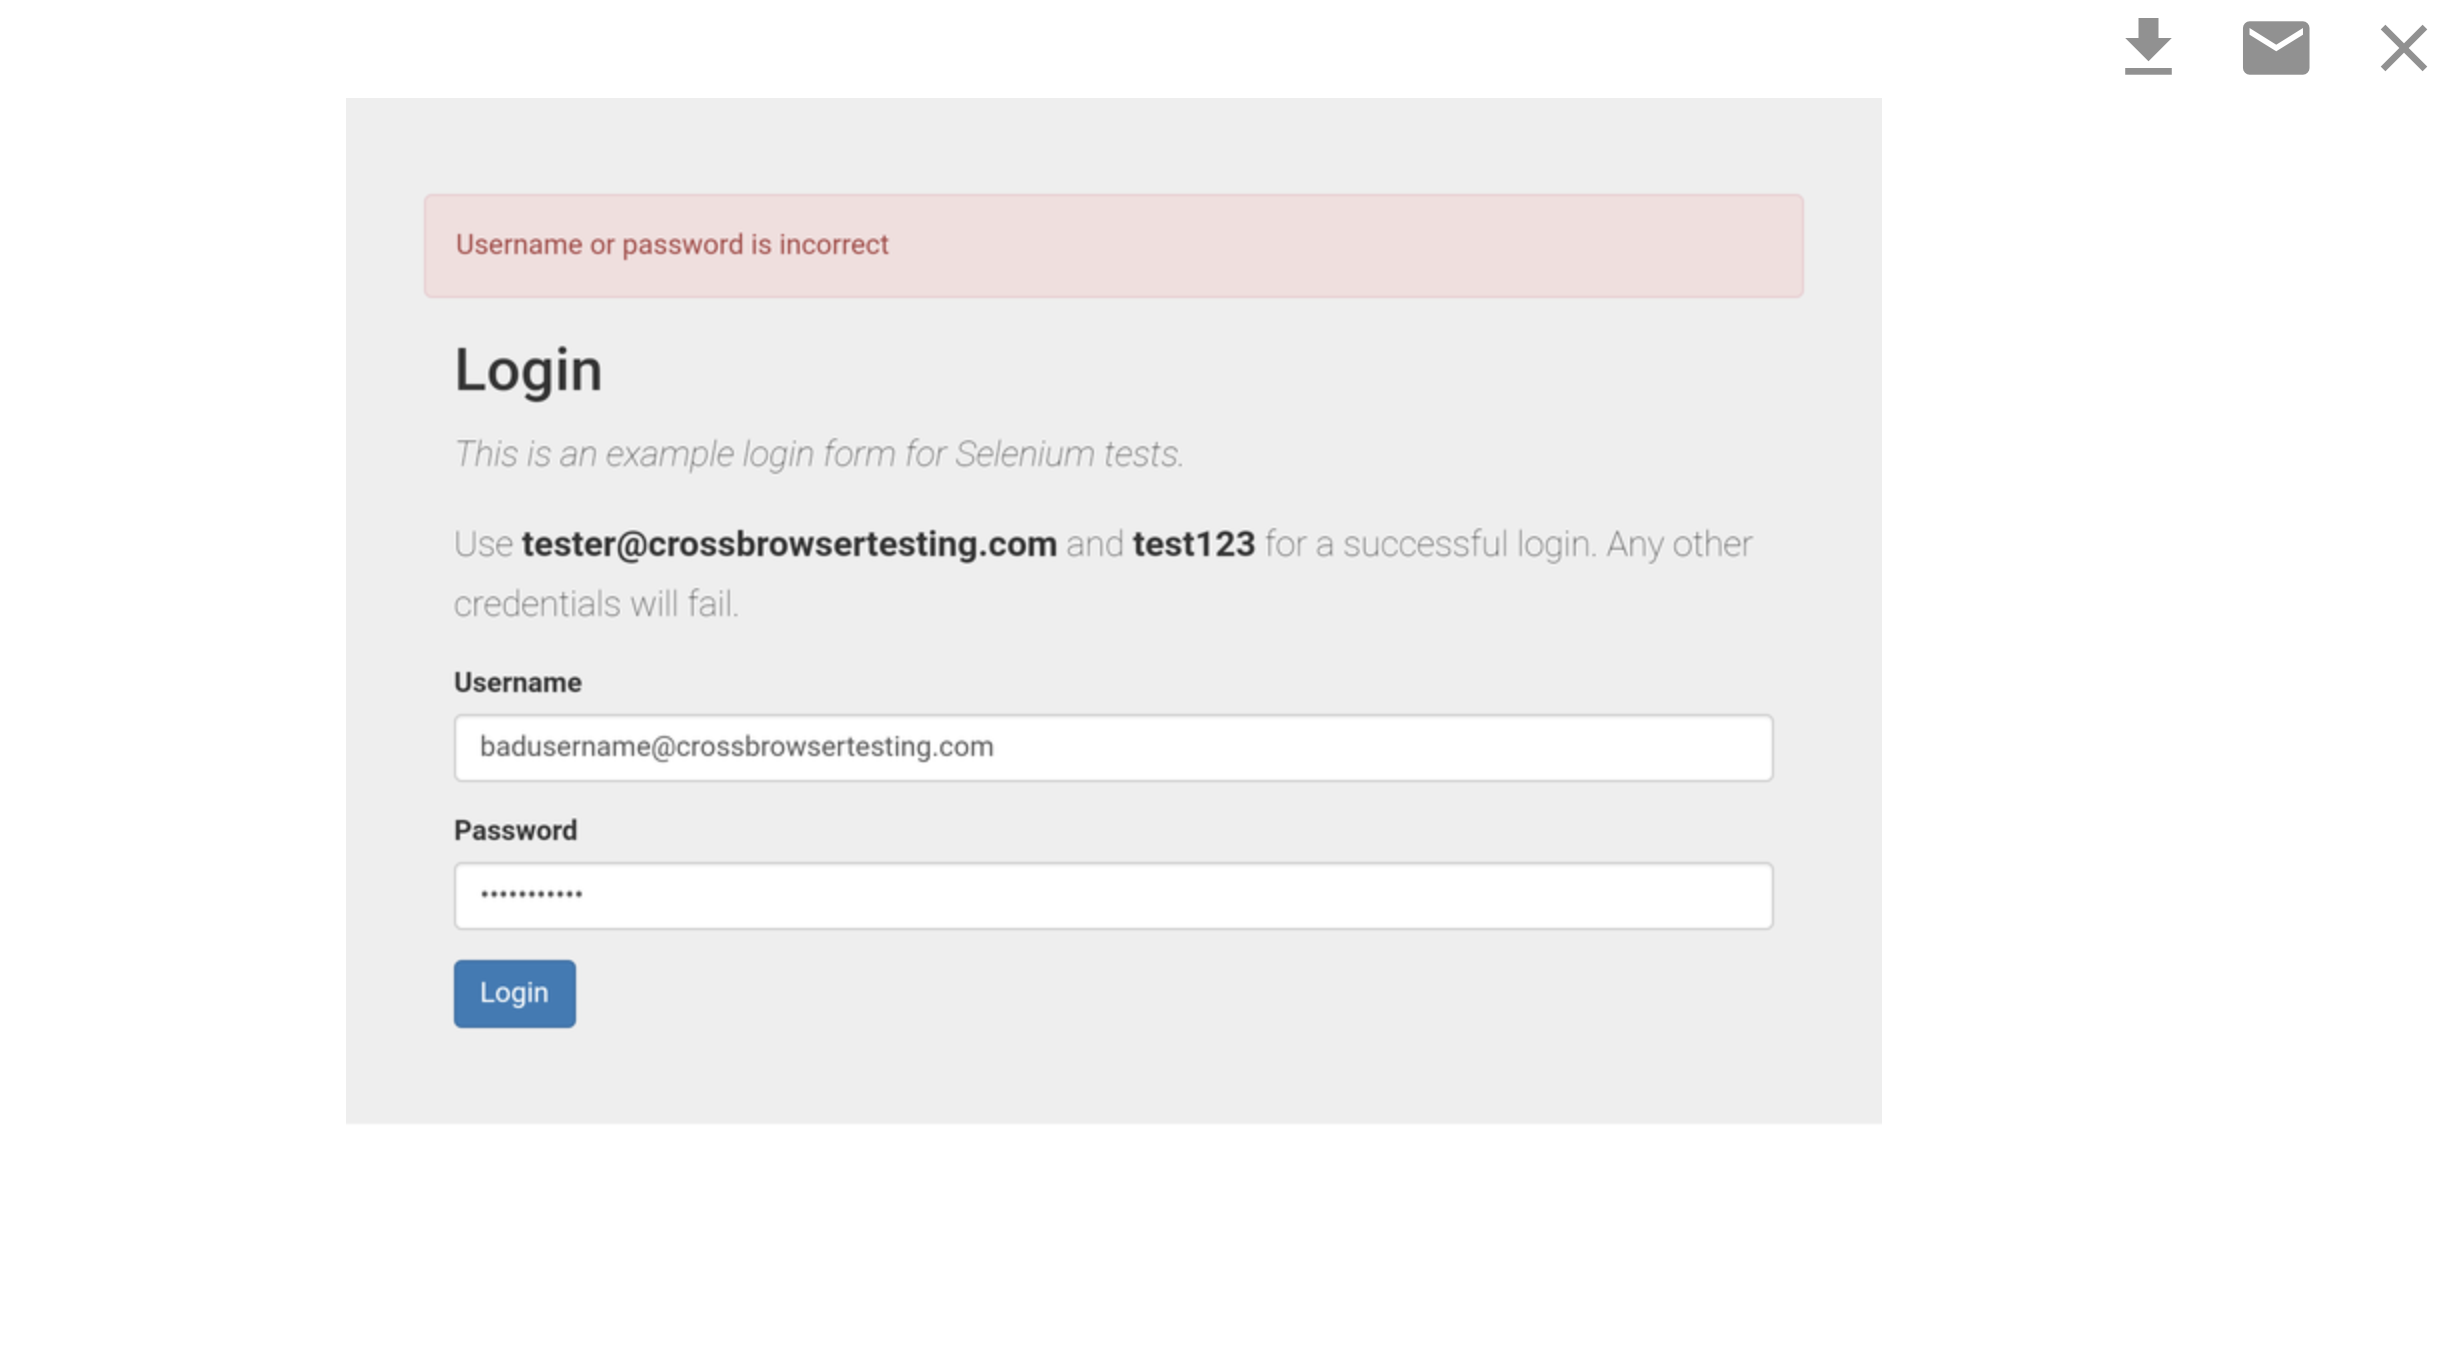 Username or password is incorrect
Login
This is an example login form for Selenium tests.
Use tester@crossbrowsertesting.com and test123 for a successful login. Any other
credentials will fail.
Username
badusername@crossbrowsertesting.com
Password
•••••••••••
Login